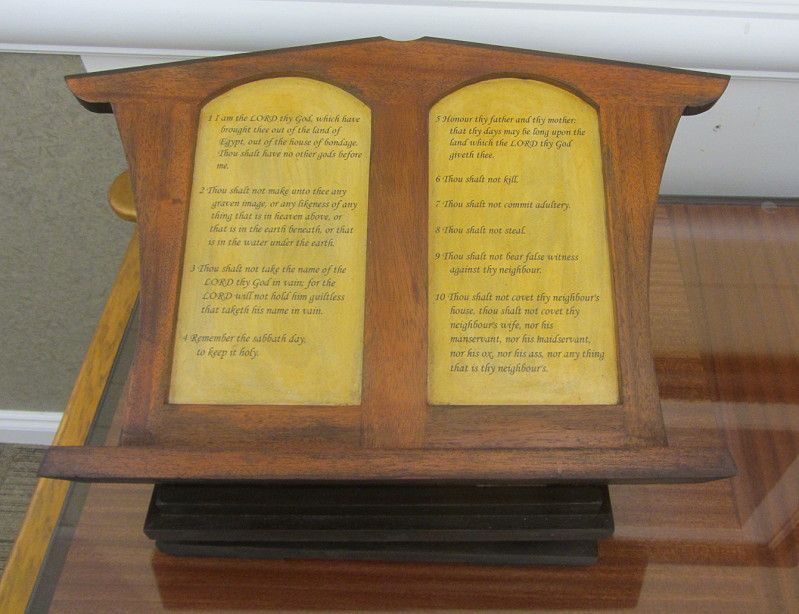 1 I am the LORD thy God, which have
brought thee out of the land of
Egypt, out of the house of bondage.
Thou shalt have no other gods before
me.
2 Thou shalt not make unto thee any
graven image, or any likeness of any
thing that is in heaven above, or
that is in the earth beneath, or that
is in the water under the earth.
3 Thou shalt not take the name of the
LORD thy God in vain; for the
LORD will not hold him guiltless
that taketh his name in vain.
4 Remember the sabbath day,
to keep it holy.
5 Honour thy father and thy mother:
that thy days may be long upon the
land which the LORD thy God
giveth thee.
6 Thou shalt not kill.
7 Thou shalt not commit adultery.
8 Thou shalt not steal.
9 Thou shalt not bear false witness
against thy neighbour.
10 Thou shalt not covet thy neighbour's
house, thou shalt not covet thy
neighbour's wife, nor his
manservant, nor his maidservant,
nor his ox, nor his ass, nor any thing
that is thy neighbour's.